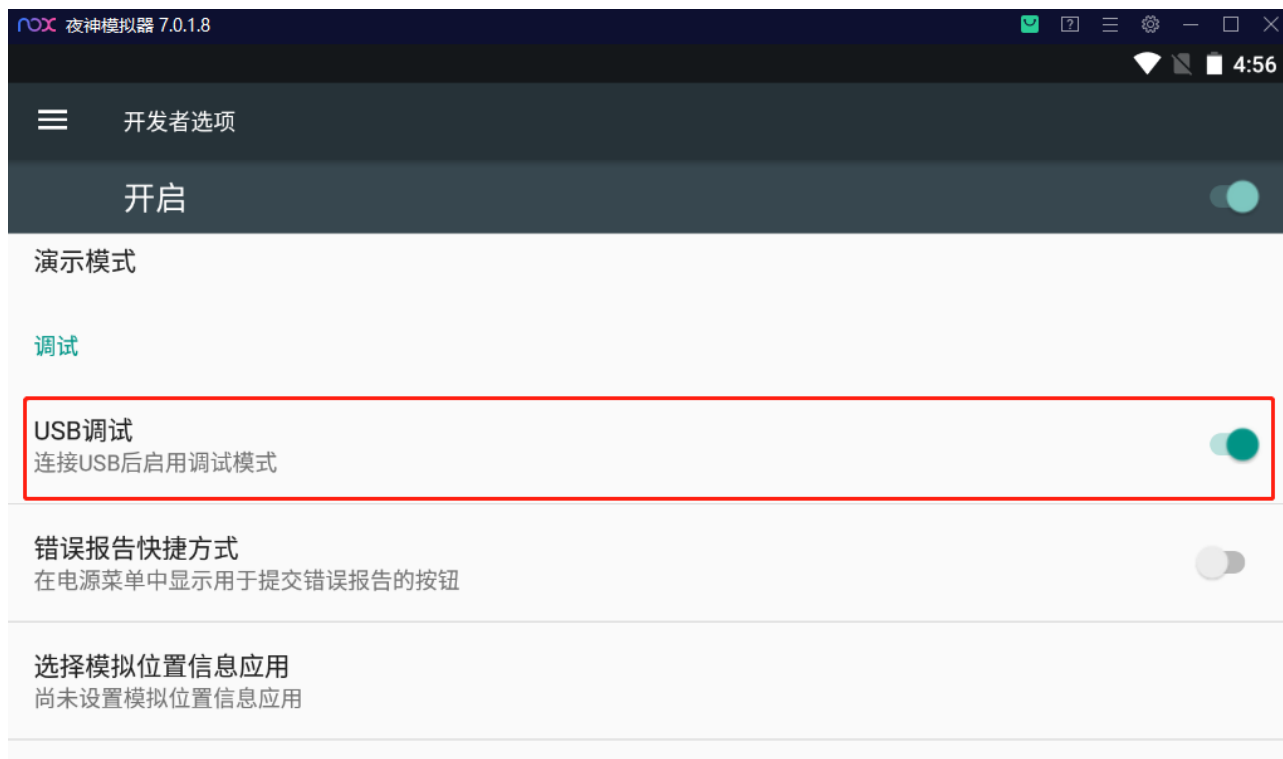 nox 夜神模拟器 7.0.1.8
4:56
开发者选项
开启
演示模式
调试
USB调试
连接USB后启用调试模式
错误报告快捷方式
在电源菜单中显示用于提交错误报告的按钮
选择模拟位置信息应用
尚未设置模拟位置信息应用